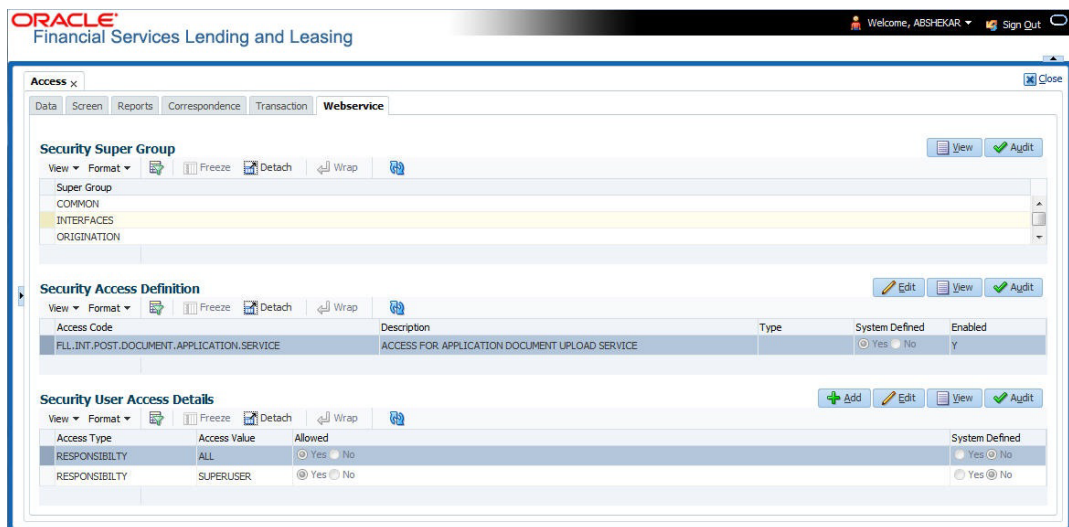 ORACLE
Financial Services Lending and Leasing
Welcome, ABSHEKAR
Sign Out
Access x
Close
Data Screen Reports Correspondence Transaction Webservice
Security Super Group
View Audit
View Format Freeze Detach Wrap
Super Group
COMMON
INTERFACES
ORIGINATION
Security Access Definition
Edit View Audit
View Format Freeze Detach Wrap
Access Code Description Type System Defined Enabled
FLL.INT.POST.DOCUMENT.APPLICATION.SERVICE ACCESS FOR APPLICATION DOCUMENT UPLOAD SERVICE Yes No Y
Security User Access Details
Add Edit View Audit
View Format Freeze Detach Wrap
Access Type Access Value Allowed System Defined
RESPONSIBILTY ALL Yes No Yes No
RESPONSIBILTY SUPERUSER Yes No Yes No